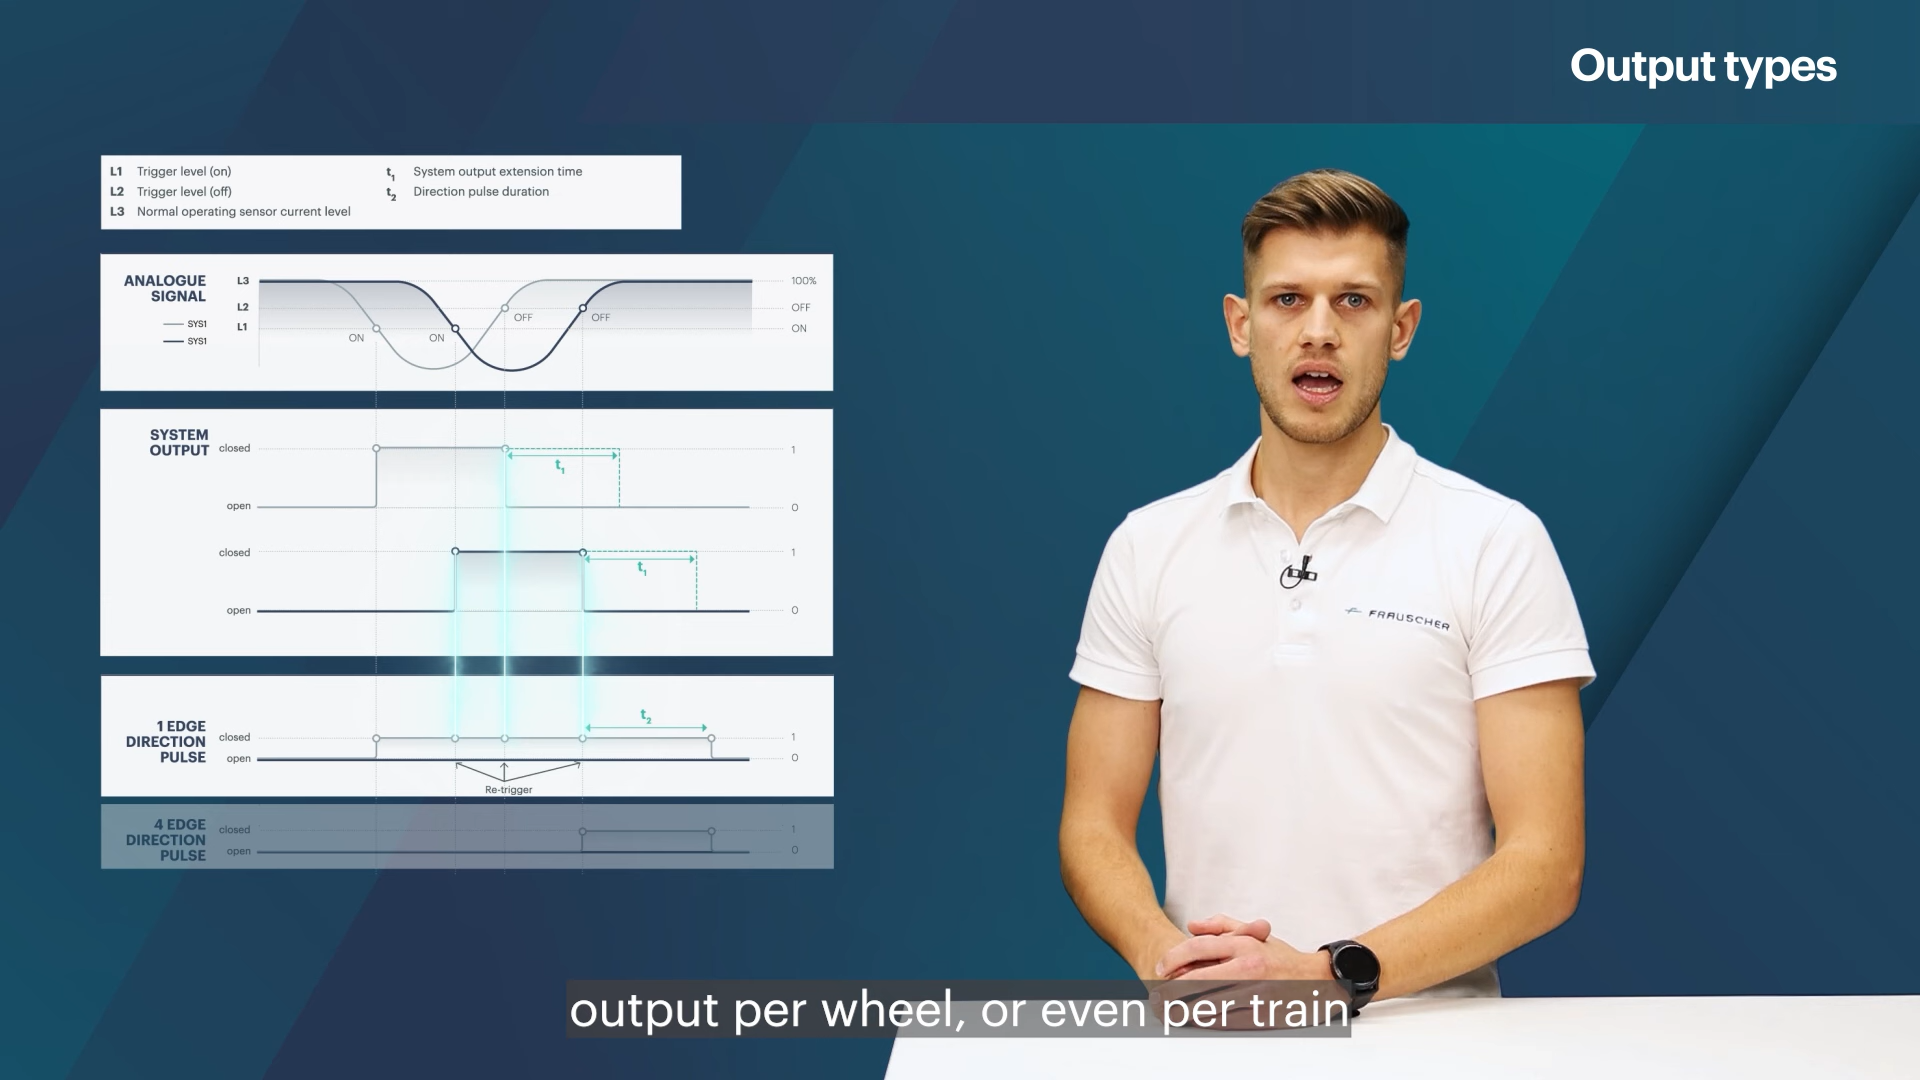 Output types
L1 Trigger level (on)
L2 Trigger level (off)
L3 Normal operating sensor current level
t1 System output extension time
t2 Direction pulse duration
ANALOGUE
SIGNAL
SYS1
SYS1
L3
L2
L1
ON
ON
OFF
OFF
100%
OFF
ON
SYSTEM
OUTPUT
closed
open
closed
open
t1
t1
1
0
1
0
1 EDGE
DIRECTION
PULSE
closed
open
t2
Re-trigger
1
0
4 EDGE
DIRECTION
PULSE
closed
open
1
0
FRAUSCHER
output per wheel, or even per train